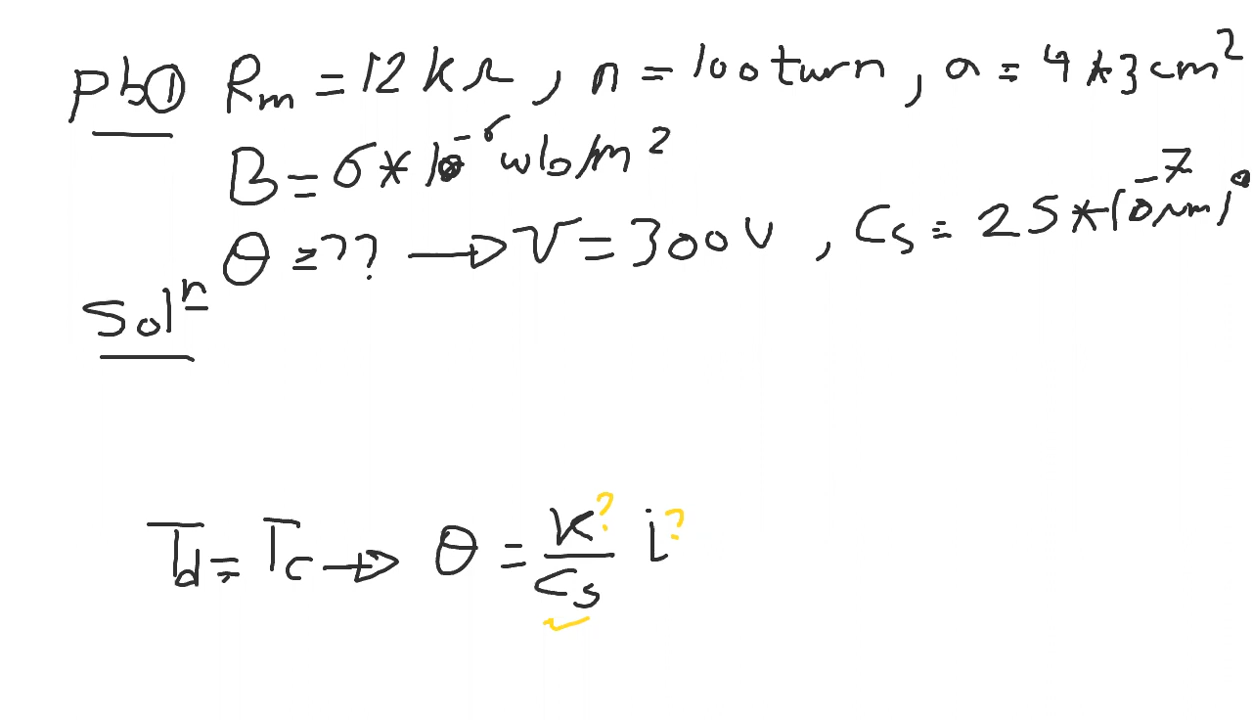 Pb① Rm = 12 kΩ, n = 100 turn, a = 4*3 cm²
B = 6*10⁻⁶ wb/m²
θ = ?? → V = 300 V, Cs = 25*10⁻⁷ Nm/°
Solⁿ
Td = Tc → θ = K?/Cs i?